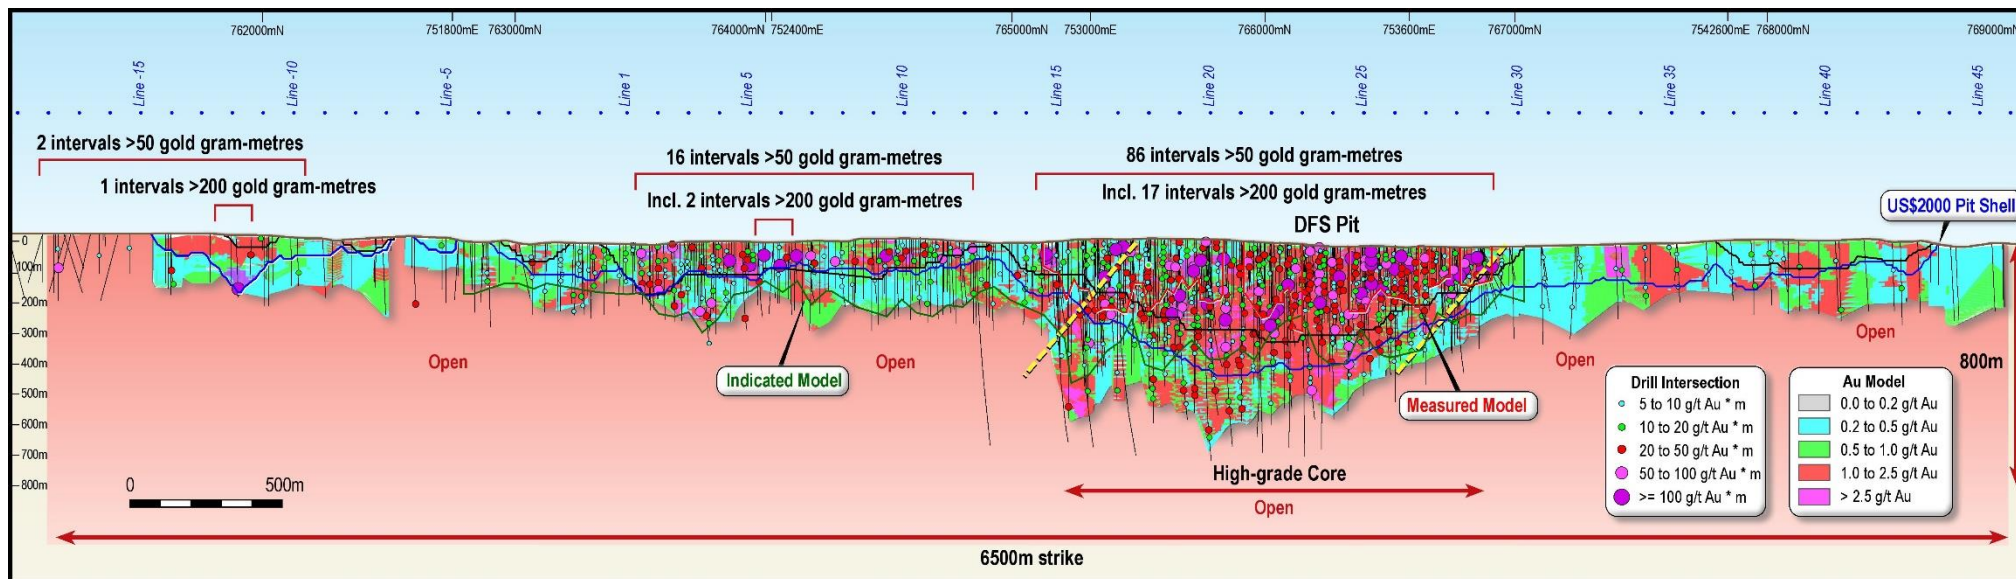 762000mN
751800mE
763000mN
764000mN
752400mE
765000mN
753000mE
766000mN
753600mE
767000mN
7542600mE
768000mN
769000mN
Line -15
Line -10
Line -5
Line 1
Line 5
Line 10
Line 15
Line 20
Line 25
Line 30
Line 35
Line 40
Line 45
2 intervals >50 gold gram-metres
1 intervals >200 gold gram-metres
16 intervals >50 gold gram-metres
Incl. 2 intervals >200 gold gram-metres
86 intervals >50 gold gram-metres
Incl. 17 intervals >200 gold gram-metres
DFS Pit
US$2000 Pit Shell
0
100m
200m
300m
400m
500m
600m
700m
800m
Open
Indicated Model
Open
Measured Model
Open
Open
800m
High-grade Core
Open
0
500m
6500m strike
Drill Intersection
5 to 10 g/t Au * m
10 to 20 g/t Au * m
20 to 50 g/t Au * m
50 to 100 g/t Au * m
>= 100 g/t Au * m
Au Model
0.0 to 0.2 g/t Au
0.2 to 0.5 g/t Au
0.5 to 1.0 g/t Au
1.0 to 2.5 g/t Au
> 2.5 g/t Au